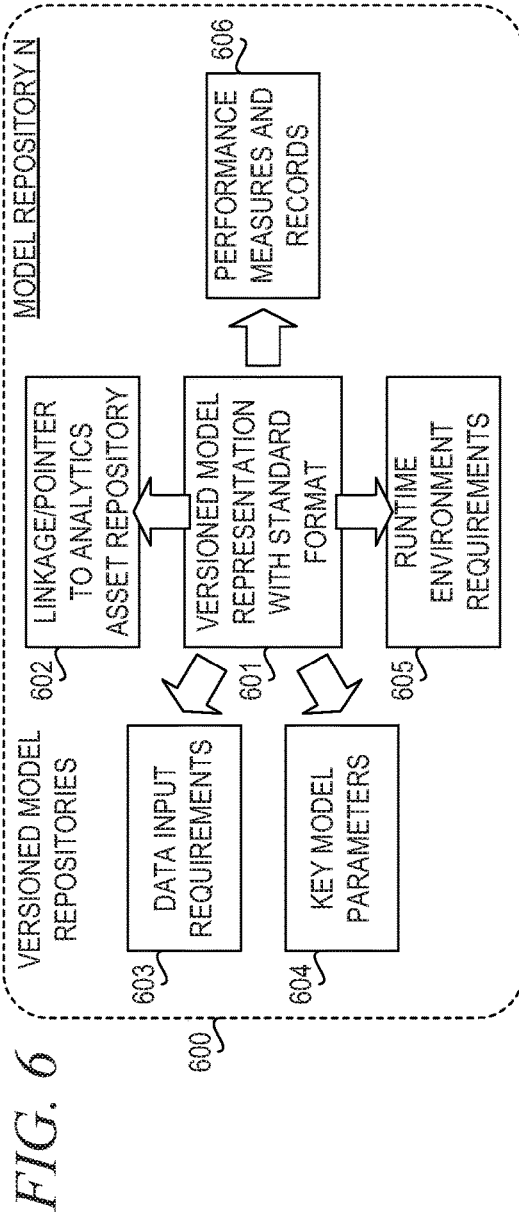 FIG. 6
VERSIONED MODEL
REPOSITORIES
MODEL REPOSITORY N
602
LINKAGE/POINTER
TO ANALYTICS
ASSET REPOSITORY
603
DATA INPUT
REQUIREMENTS
601
VERSIONED MODEL
REPRESENTATION
WITH STANDARD
FORMAT
606
PERFORMANCE
MEASURES AND
RECORDS
604
KEY MODEL
PARAMETERS
605
RUNTIME
ENVIRONMENT
REQUIREMENTS
600